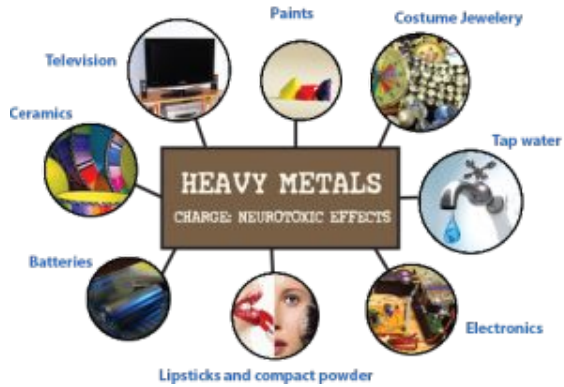 Paints
Costume Jewelery
Television
Ceramics
Tap water
HEAVY METALS
CHARGE: NEUROTOXIC EFFECTS
Batteries
Electronics
Lipsticks and compact powder